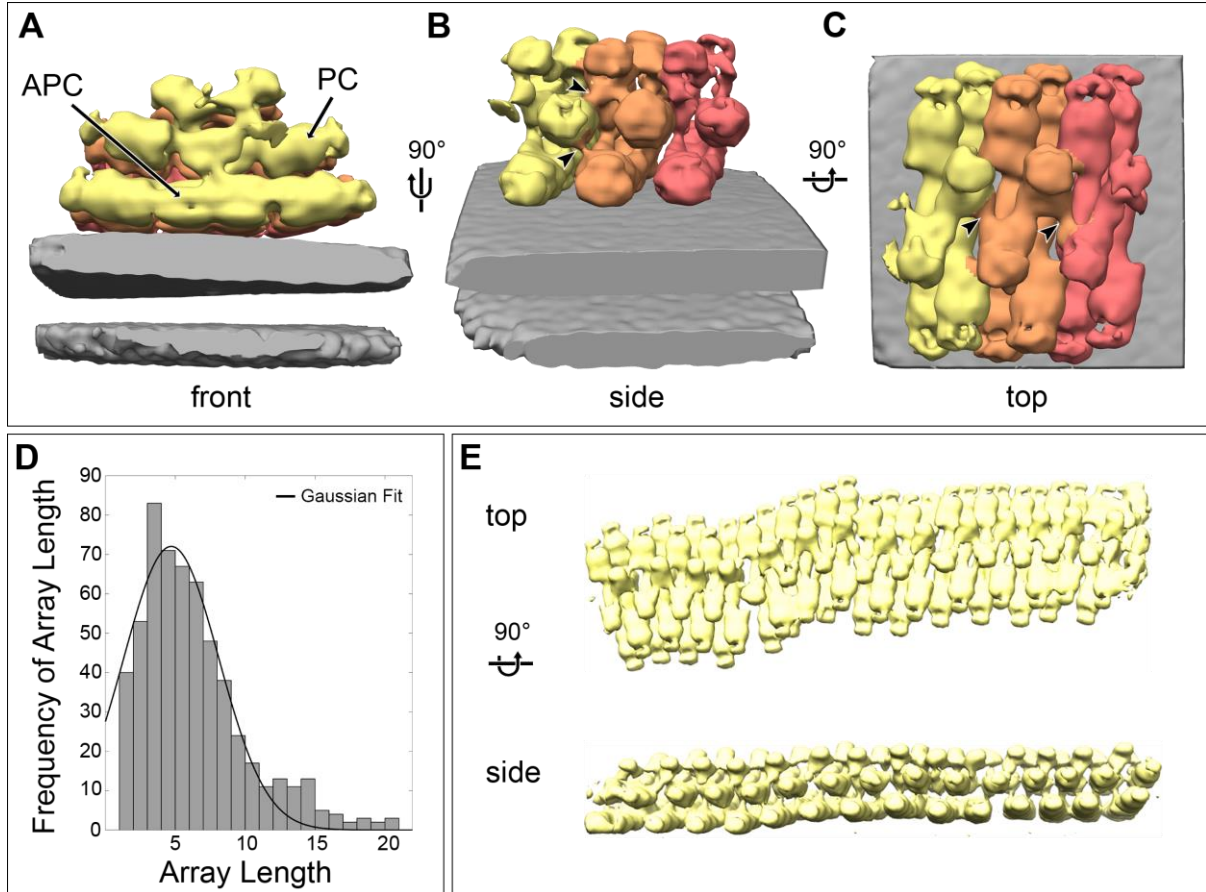 A
APC
PC
front
90°
B
side
90°
C
top
D
Frequency of Array Length
90
80
70
60
50
40
30
20
10
0
Gaussian Fit
5
10
15
20
Array Length
E
top
90°
side